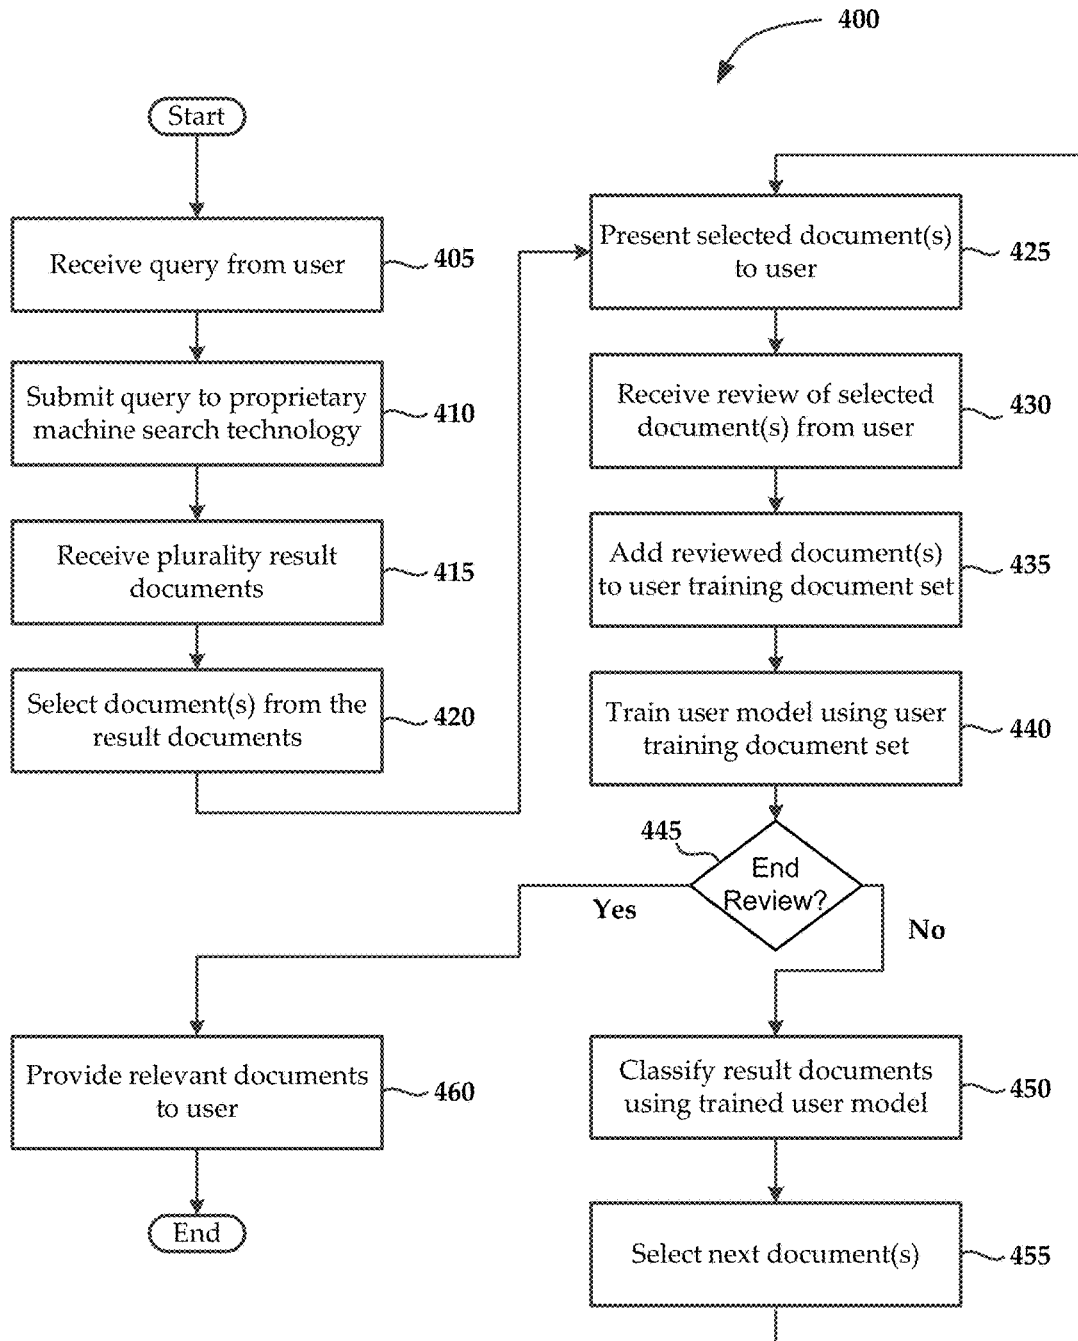 400
Start
Receive query from user
405
Submit query to proprietary
machine search technology
410
Receive plurality result
documents
415
Select document(s) from the
result documents
420
Present selected document(s)
to user
425
Receive review of selected
document(s) from user
430
Add reviewed document(s)
to user training document set
435
Train user model using user
training document set
440
445
End
Review?
Yes
No
Classify result documents
using trained user model
450
Select next document(s)
455
Provide relevant documents
to user
460
End